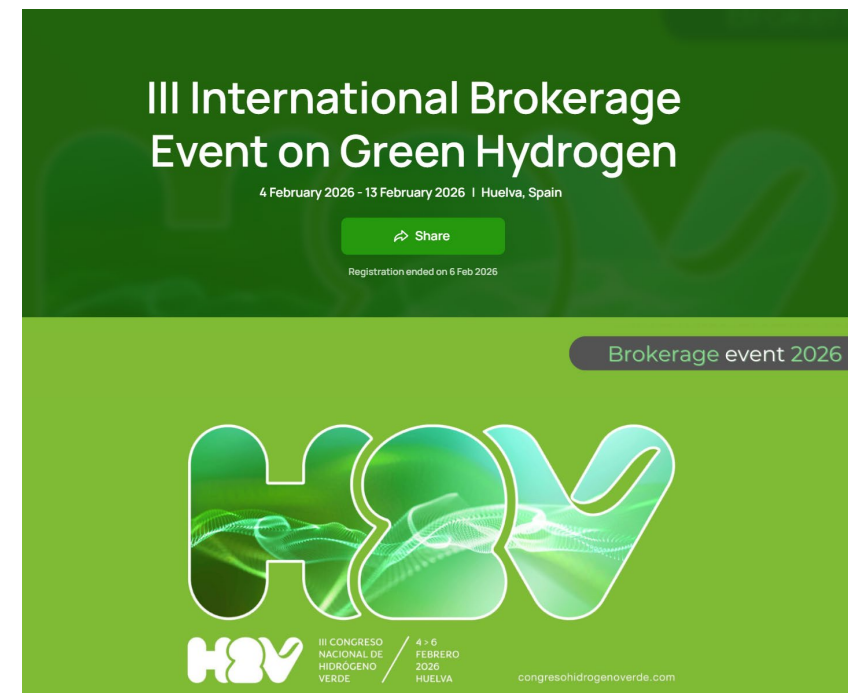 III International Brokerage
Event on Green Hydrogen
4 February 2026 - 13 February 2026 | Huelva, Spain
Share
Registration ended on 6 Feb 2026
Brokerage event 2026
H2V
H2V
III CONGRESO
NACIONAL DE
HIDRÓGENO
VERDE
4 > 6
FEBRERO
2026
HUELVA
congresohidrogenoverde.com